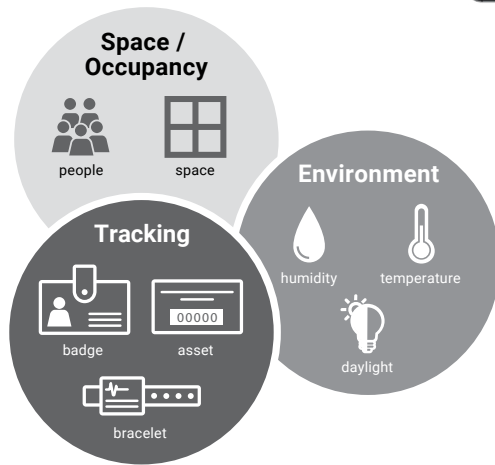 Space /
Occupancy
people
space
Environment
humidity
temperature
daylight
Tracking
badge
00000
asset
bracelet